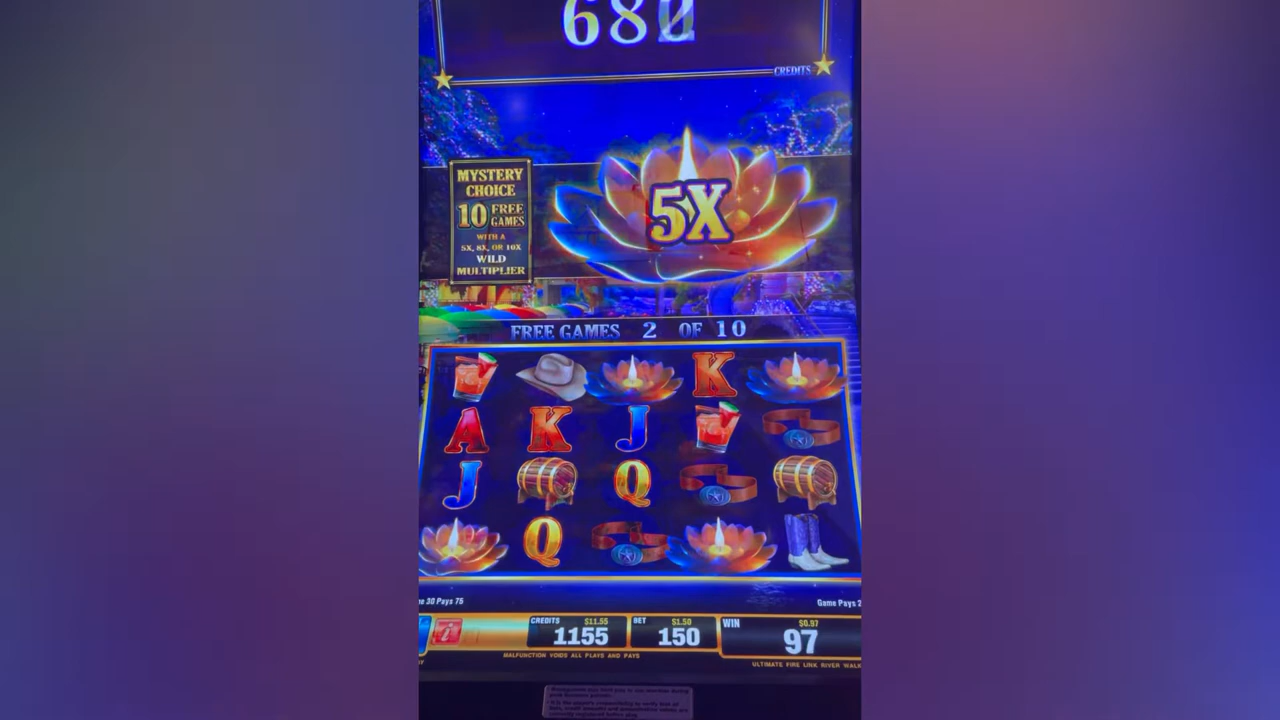 CREDITS
MYSTERY
CHOICE
10 FREE GAMES
WITH A
5X, 8X, OR 10X
WILD
MULTIPLIER
5X
FREE GAMES 2 OF 10
K
A K J
J Q
Q
30 Pays 75
Game Pays
CREDITS $11.55
1155
BET $1.50
150
WIN $0.97
97
MALFUNCTION VOIDS ALL PLAYS AND PAYS
ULTIMATE FIRE LINK RIVER WALK